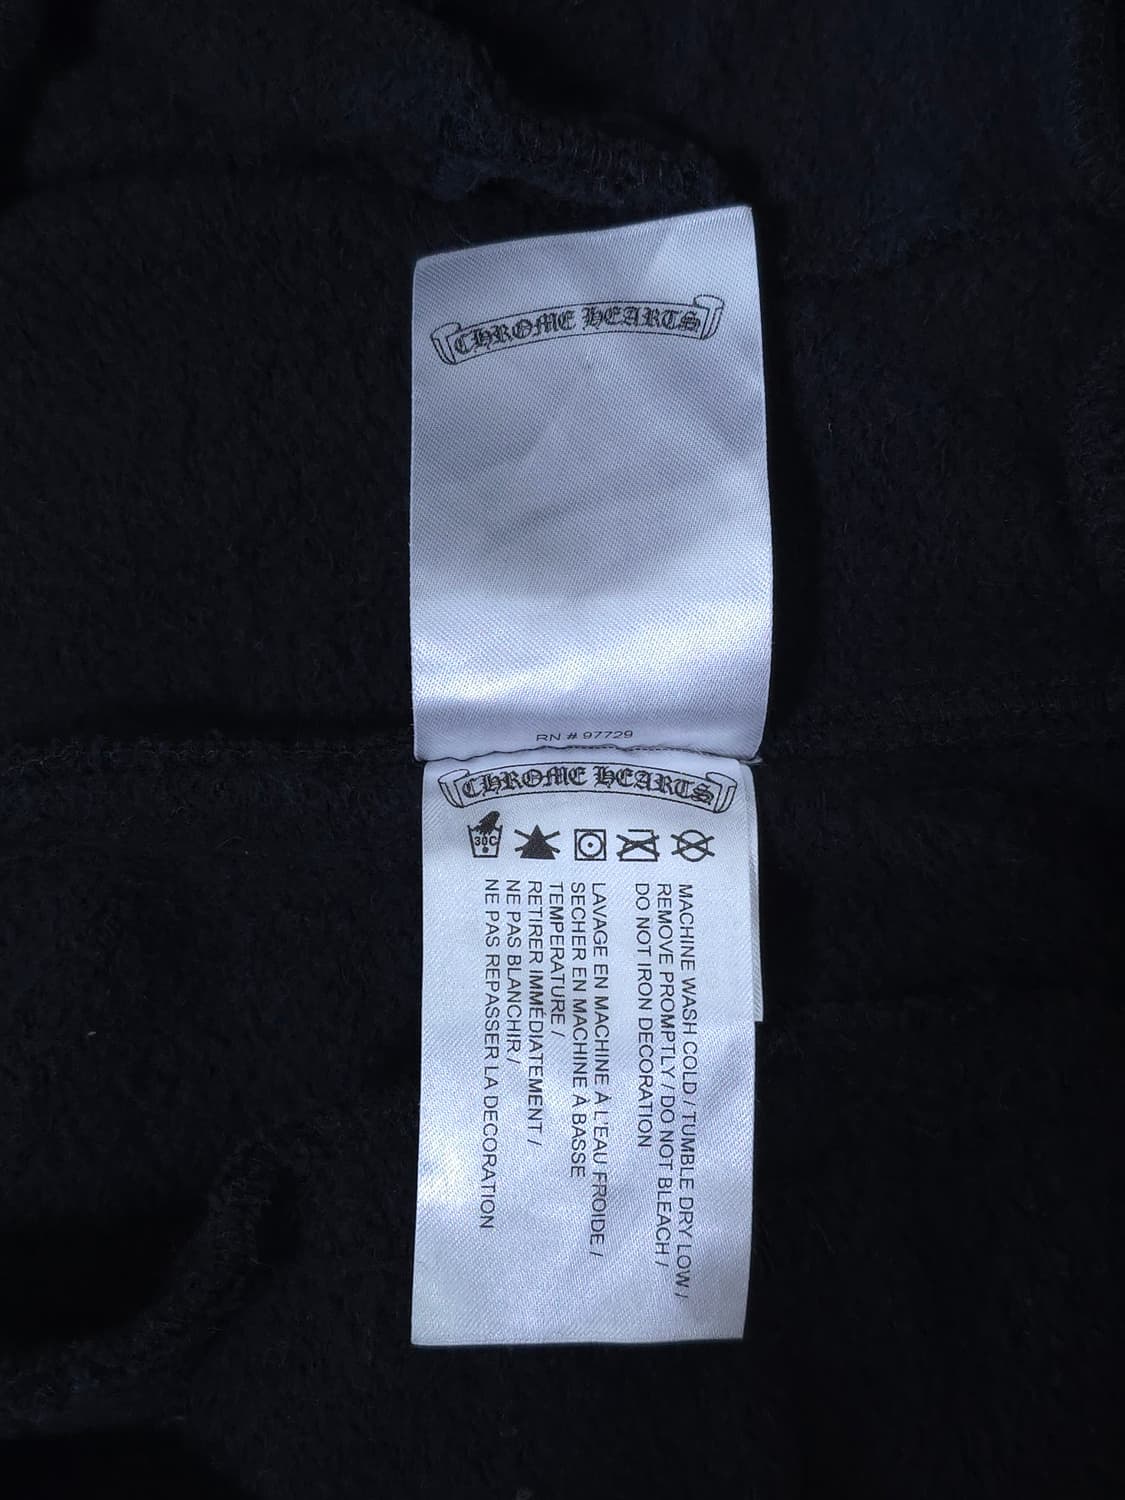 CHROME HEARTS
RN # 97729
CHROME HEARTS
30C
MACHINE WASH COLD / TUMBLE DRY LOW /
REMOVE PROMPTLY / DO NOT BLEACH /
DO NOT IRON DECORATION
LAVAGE EN MACHINE À L'EAU FROIDE /
SECHER EN MACHINE À BASSE
TEMPERATURE /
RETIRER IMMÉDIATEMENT /
NE PAS BLANCHIR /
NE PAS REPASSER LA DECORATION